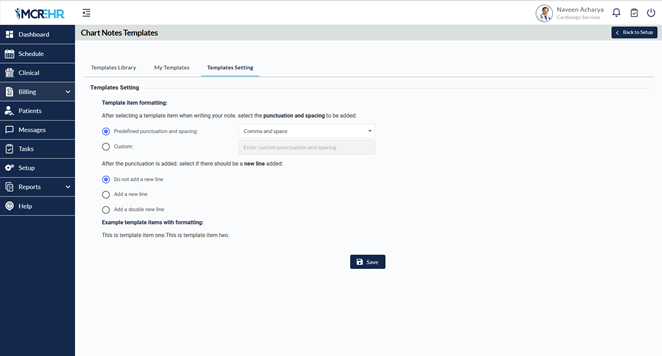 MCREHR
Naveen Acharya
Cardiology Services
Dashboard
Schedule
Clinical
Billing
Patients
Messages
Tasks
Setup
Reports
Help
Chart Notes Templates
Back to Setup
Templates Library
My Templates
Templates Setting
Templates Setting
Template item formatting:
After selecting a template item when writing your note. select the punctuation and spacing to be added:
Predefined punctuation and spacing:
Comma and space
Custom:
Enter custom punctuation and spacing
After the punctuation is added, select if there should be a new line added:
Do not add a new line
Add a new line
Add a double new line
Example template items with formatting:
This is template item one,This is template item two.
Save